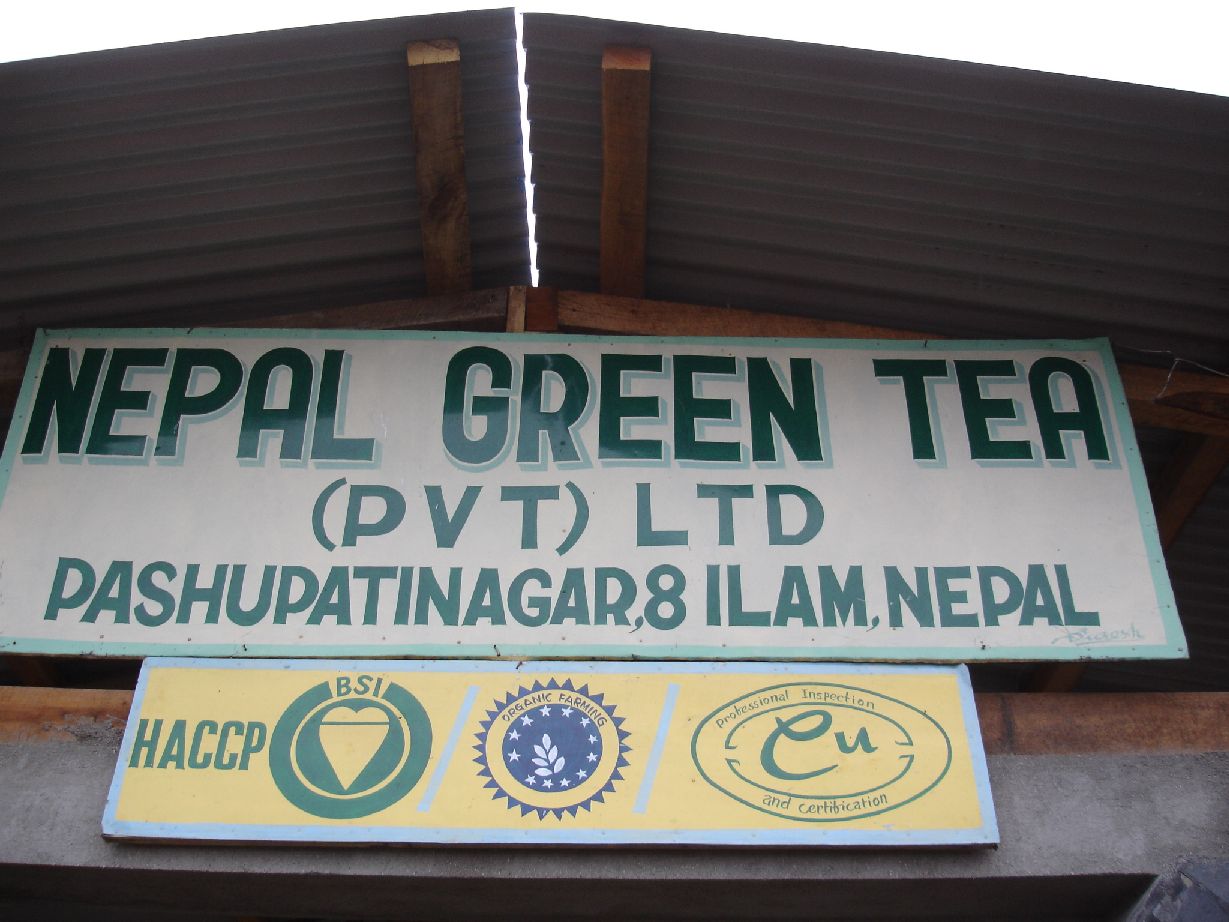 NEPAL GREEN TEA
(PVT) LTD
PASHUPATINAGAR,8 ILAM,NEPAL
HACCP
BSI
ORGANIC FARMING
Professional Inspection
Cu
and certification